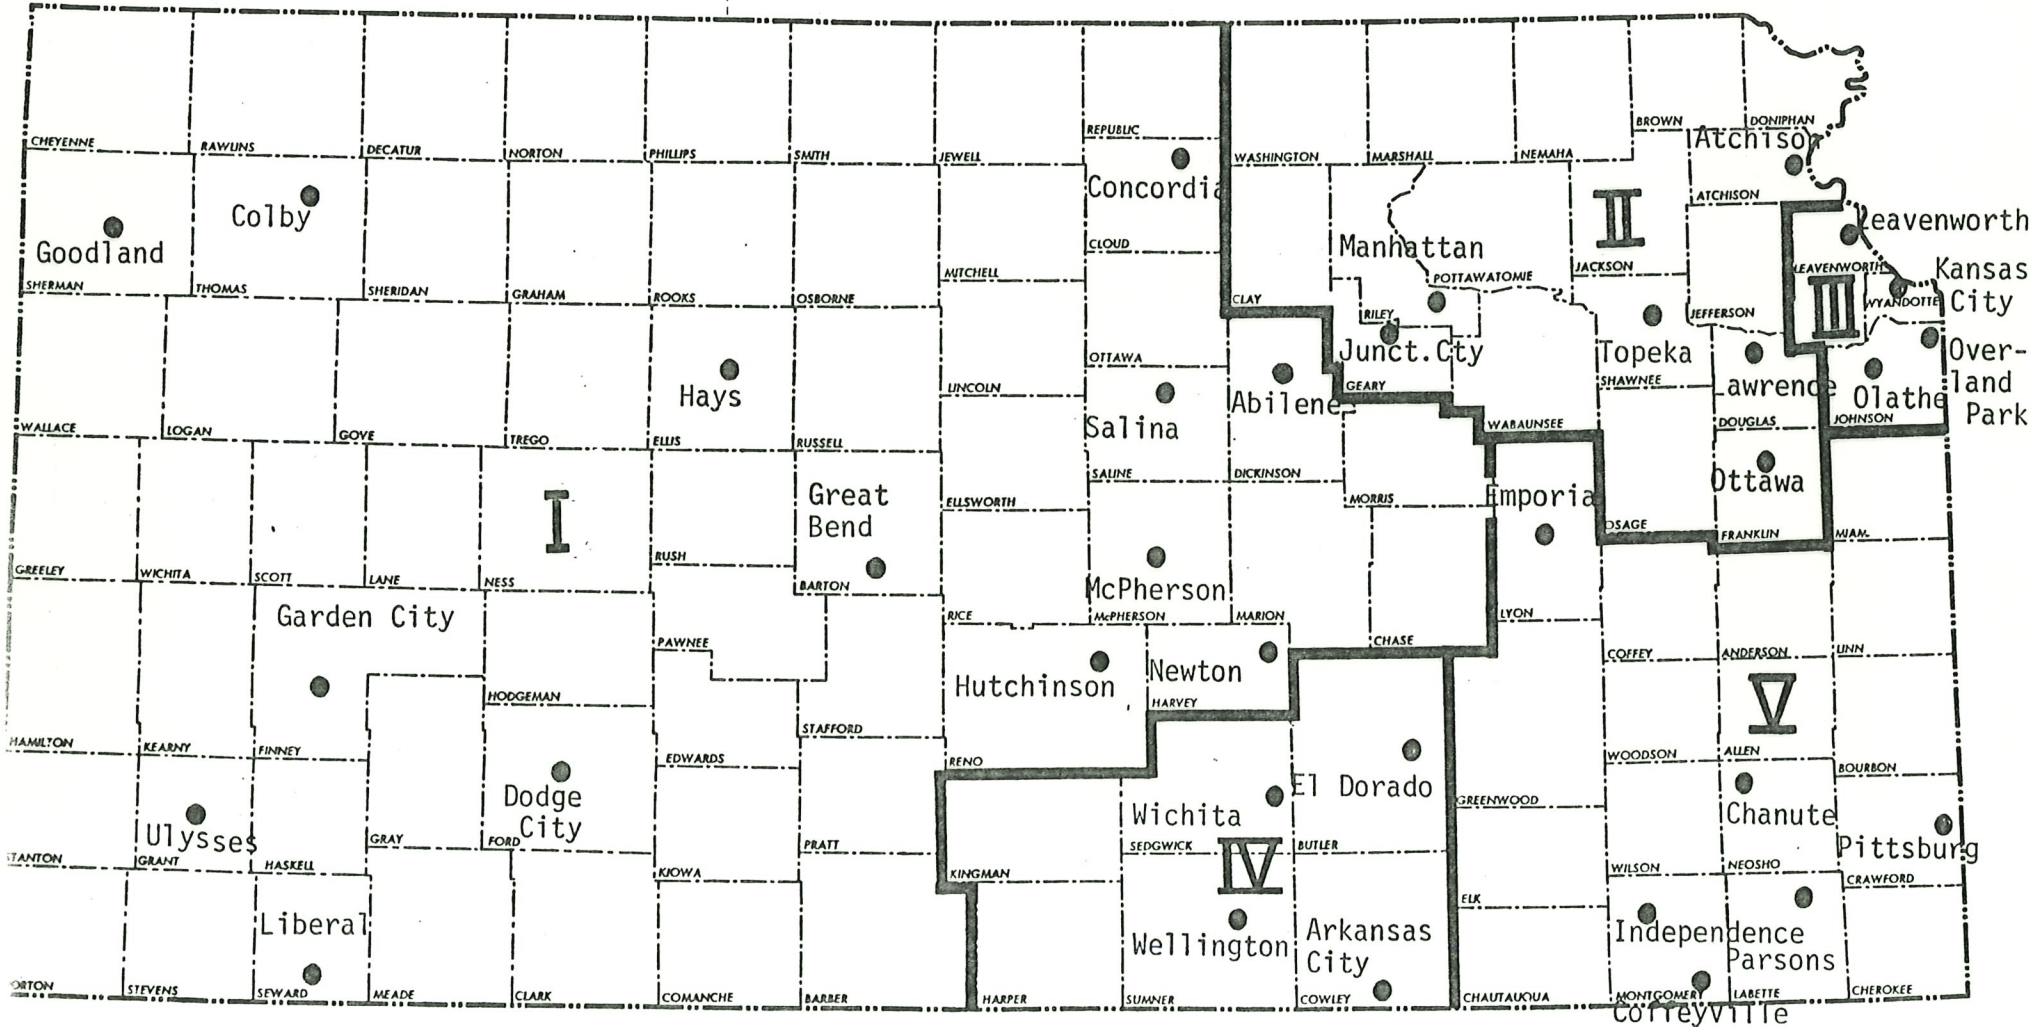 CHEYENNE
RAWLINS
DECATUR
NORTON
PHILLIPS
SMITH
JEWELL
REPUBLIC
WASHINGTON
MARSHALL
NEMAHA
BROWN
DONIPHAN
Atchison
Colby
Goodland
Concordia
ATCHISON
II
Leavenworth
Manhattan
CLOUD
MITCHELL
POTTAWATOMIE
JACKSON
LEAVENWORTH
Kansas
City
SHERMAN
THOMAS
SHERIDAN
GRAHAM
ROOKS
OSBORNE
CLAY
RILEY
JEFFERSON
III
WYANDOTTE
Junct.Cty
Topeka
Lawrence
Over-
land
Park
Olathe
OTTAWA
LINCOLN
Hays
Salina
Abilene
GEARY
SHAWNEE
WALLACE
LOGAN
GOVE
TREGO
ELLIS
RUSSELL
WABAUNSEE
DOUGLAS
JOHNSON
SALINE
DICKINSON
Ottawa
I
Great
Bend
ELLSWORTH
MORRIS
Emporia
OSAGE
FRANKLIN
MIAM
RUSH
GREELEY
WICHITA
SCOTT
LANE
NESS
BARTON
McPherson
RICE
McPHERSON
MARION
LYON
Garden City
PAWNEE
CHASE
COFFEY
ANDERSON
LINN
Hutchinson
Newton
HODGEMAN
HARVEY
V
STAFFORD
HAMILTON
KEARNY
FINNEY
EDWARDS
RENO
WOODSON
ALLEN
BOURBON
Dodge
City
Wichita
El Dorado
GREENWOOD
Chanute
Ulysses
GRAY
FORD
PRATT
SEDGWICK
BUTLER
Pittsburg
TANTON
GRANT
HASKELL
KIOWA
KINGMAN
IV
WILSON
NEOSHO
CRAWFORD
ELK
Liberal
Wellington
Arkansas
City
Independence
Parsons
ORTON
STEVENS
SEWARD
MEADE
CLARK
COMANCHE
BARBER
HARPER
SUMNER
COWLEY
CHAUTAUQUA
MONTGOMERY
LABETTE
CHEROKEE
Coffeyville